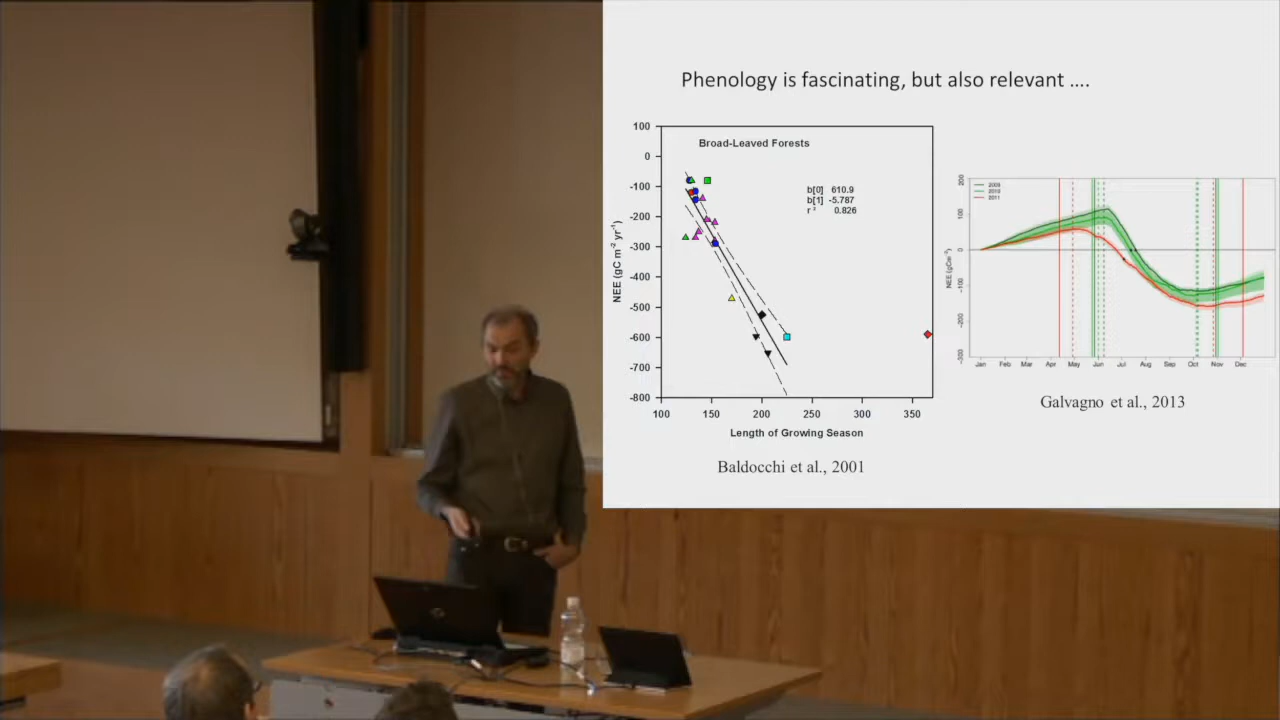 Phenology is fascinating, but also relevant ....
Broad-Leaved Forests
b[0] 610.9
b[1] -5.787
r² 0.826
NEE (gC m⁻² yr⁻¹)
100
0
-100
-200
-300
-400
-500
-600
-700
-800
100 150 200 250 300 350
Length of Growing Season
Baldocchi et al., 2001
2009
2010
2011
NEE (gCm⁻²)
200
100
0
-100
-200
-300
Jan Feb Mar Apr May Jun Jul Aug Sep Oct Nov Dec
Galvagno et al., 2013